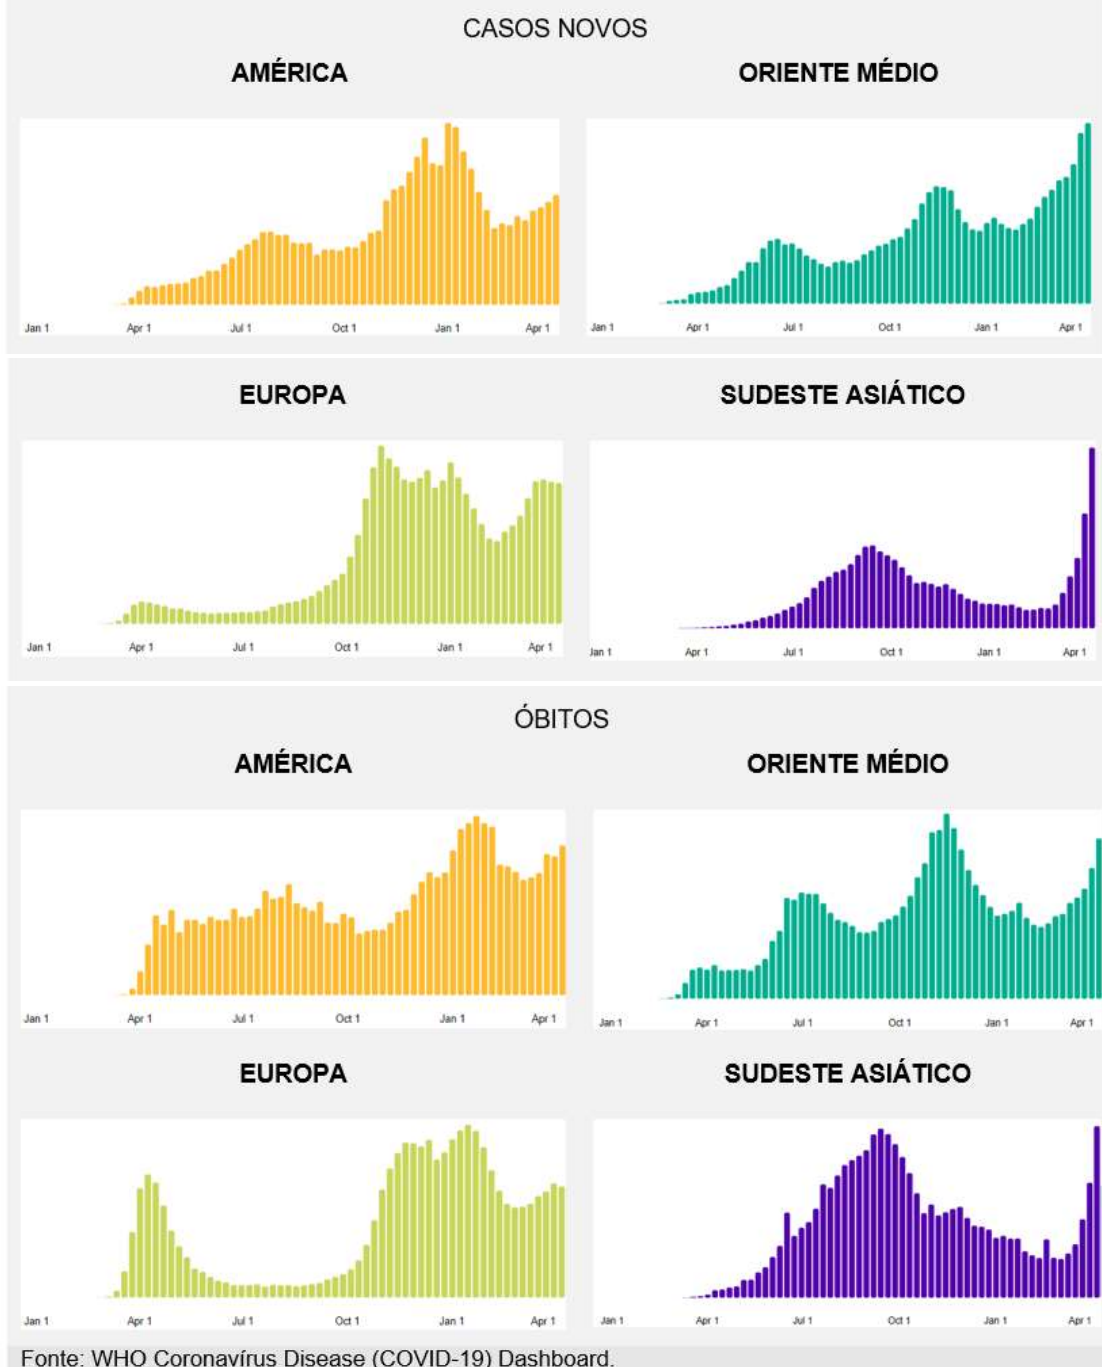 CASOS NOVOS
AMÉRICA
ORIENTE MÉDIO
Jan 1 Apr 1 Jul 1 Oct 1 Jan 1 Apr 1
Jan 1 Apr 1 Jul 1 Oct 1 Jan 1 Apr 1
EUROPA
SUDESTE ASIÁTICO
Jan 1 Apr 1 Jul 1 Oct 1 Jan 1 Apr 1
Jan 1 Apr 1 Jul 1 Oct 1 Jan 1 Apr 1
ÓBITOS
AMÉRICA
ORIENTE MÉDIO
Jan 1 Apr 1 Jul 1 Oct 1 Jan 1 Apr 1
Jan 1 Apr 1 Jul 1 Oct 1 Jan 1 Apr 1
EUROPA
SUDESTE ASIÁTICO
Jan 1 Apr 1 Jul 1 Oct 1 Jan 1 Apr 1
Jan 1 Apr 1 Jul 1 Oct 1 Jan 1 Apr 1
Fonte: WHO Coronavírus Disease (COVID-19) Dashboard.